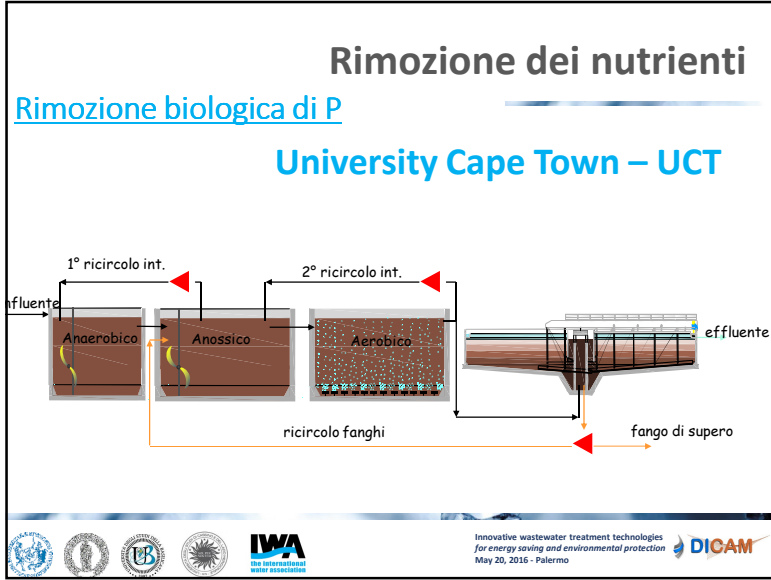 Rimozione dei nutrienti
Rimozione biologica di P
University Cape Town – UCT
1° ricircolo int.
2° ricircolo int.
nfluente
Anaerobico
Anossico
Aerobico
effluente
ricircolo fanghi
fango di supero
IWA
the international
water association
Innovative wastewater treatment technologies
for energy saving and environmental protection
May 20, 2016 - Palermo
DICAM